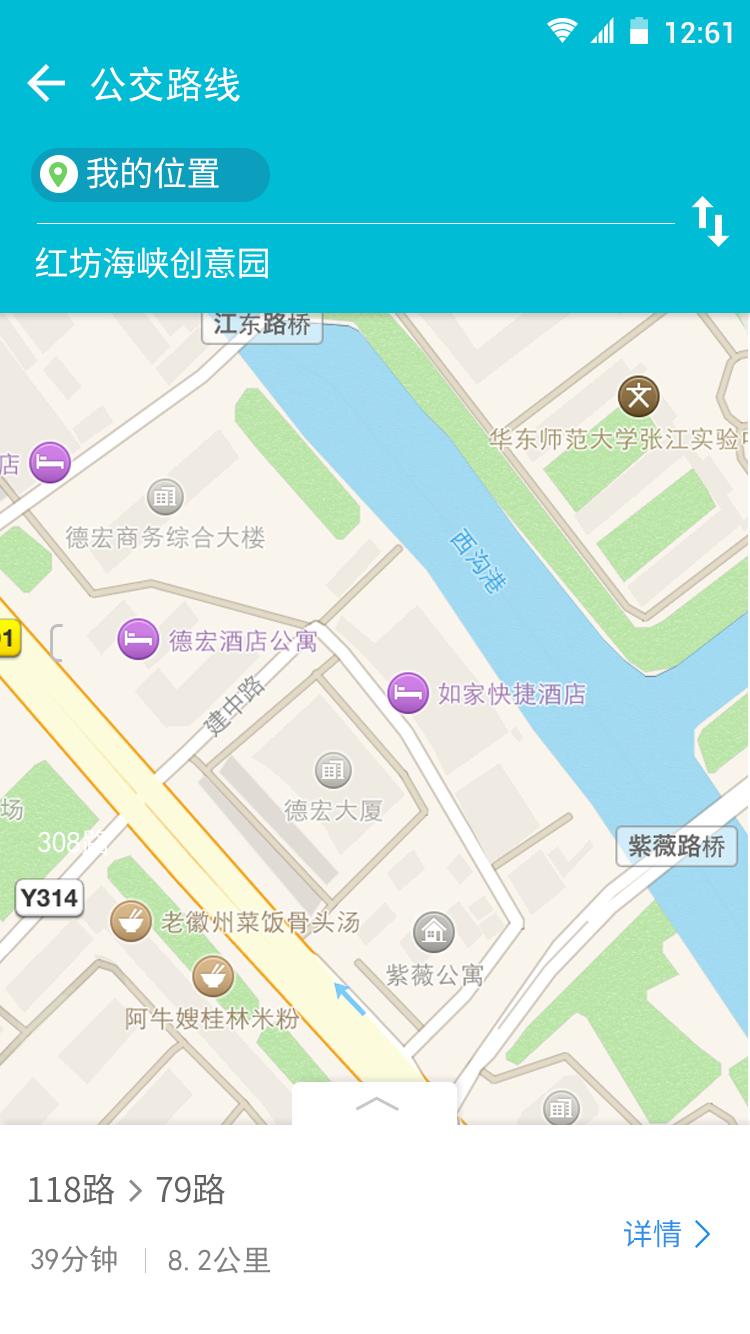 12:61
公交路线
我的位置
红坊海峡创意园
江东路桥
华东师范大学张江实验
店
德宏商务综合大楼
西沟港
德宏酒店公寓
如家快捷酒店
建中路
德宏大厦
场
308路
紫薇路桥
Y314
老徽州菜饭骨头汤
紫薇公寓
阿牛嫂桂林米粉
118路 > 79路
详情 >
39分钟 | 8.2公里